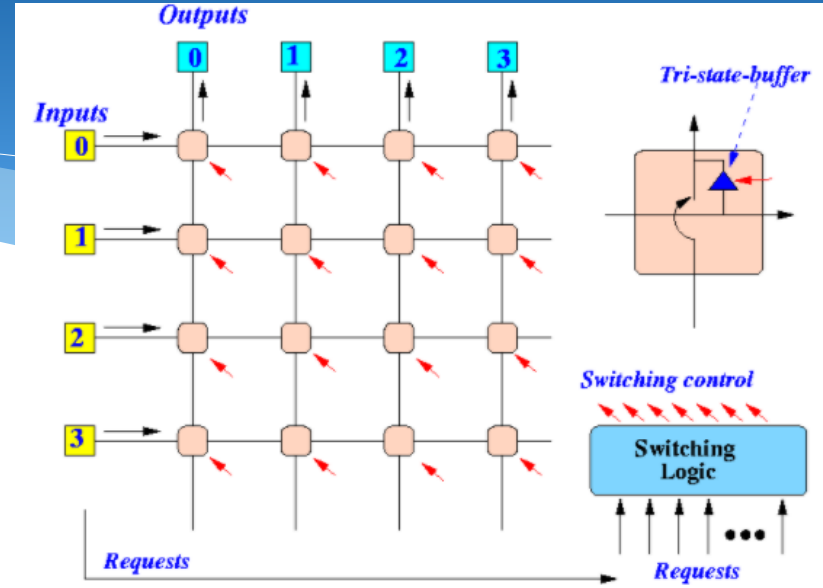 Outputs
0 1 2 3
Tri-state-buffer
Inputs
0
1
2
3
Switching control
Switching
Logic
Requests
Requests